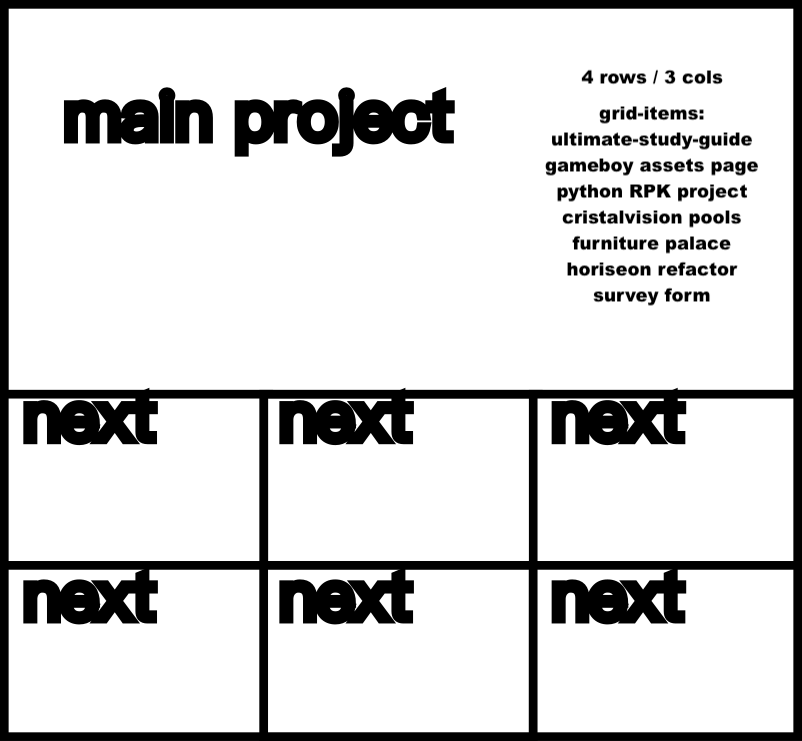 main project
4 rows / 3 cols
grid-items:
ultimate-study-guide
gameboy assets page
python RPK project
cristalvision pools
furniture palace
horiseon refactor
survey form
next
next
next
next
next
next